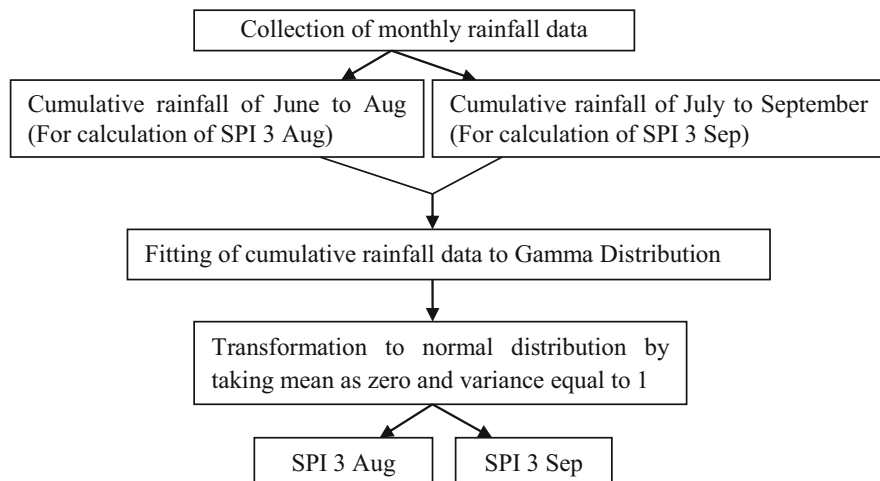 Collection of monthly rainfall data
Cumulative rainfall of June to Aug
(For calculation of SPI 3 Aug)
Cumulative rainfall of July to September
(For calculation of SPI 3 Sep)
Fitting of cumulative rainfall data to Gamma Distribution
Transformation to normal distribution by
taking mean as zero and variance equal to 1
SPI 3 Aug
SPI 3 Sep